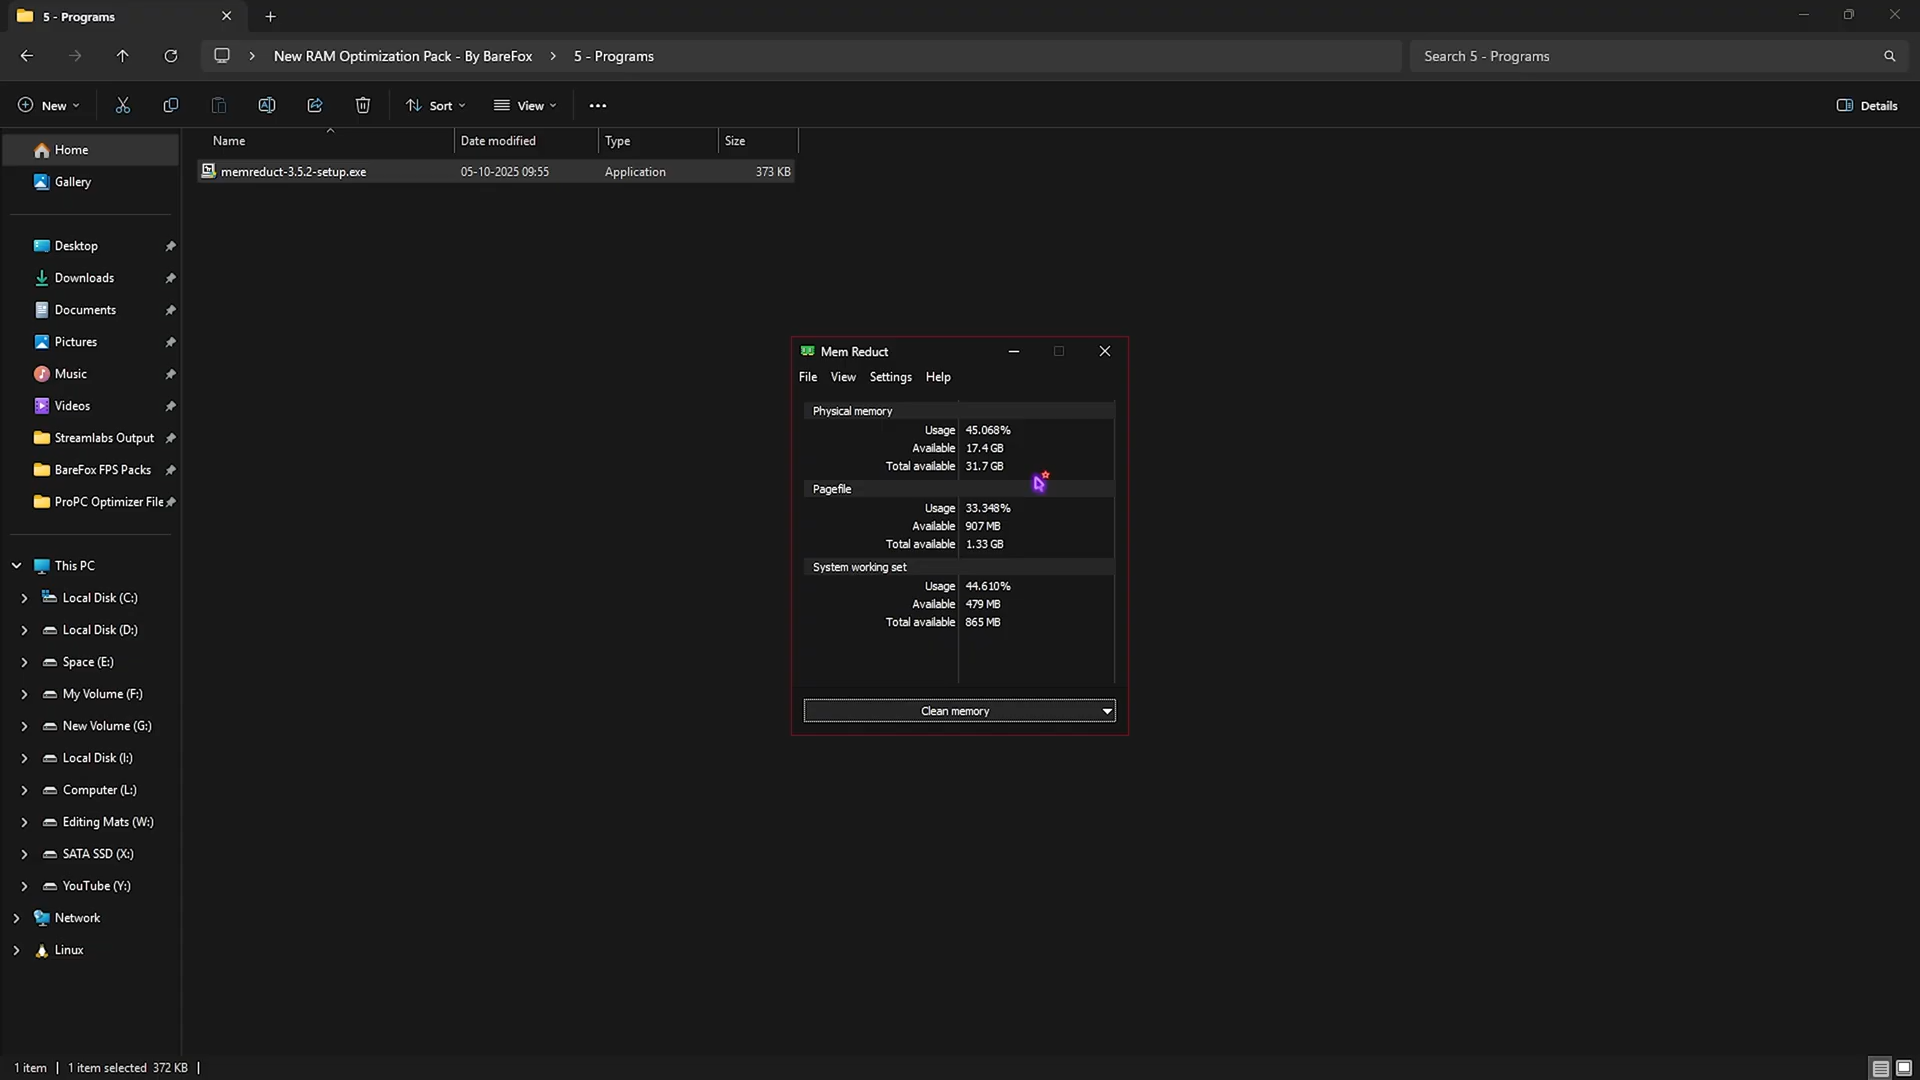 5 - Programs
New RAM Optimization Pack - By BareFox
5 - Programs
Search 5 - Programs
New
Sort
View
Details
Name
Date modified
Type
Size
memreduct-3.5.2-setup.exe
05-10-2025 09:55
Application
373 KB
Home
Gallery
Desktop
Downloads
Documents
Pictures
Music
Videos
Streamlabs Output
BareFox FPS Packs
ProPC Optimizer File
This PC
Local Disk (C:)
Local Disk (D:)
Space (E:)
My Volume (F:)
New Volume (G:)
Local Disk (I:)
Computer (L:)
Editing Mats (W:)
SATA SSD (X:)
YouTube (Y:)
Network
Linux
Mem Reduct
File View Settings Help
Physical memory
Usage 45.068%
Available 17.4 GB
Total available 31.7 GB
Pagefile
Usage 33.348%
Available 907 MB
Total available 1.33 GB
System working set
Usage 44.610%
Available 479 MB
Total available 865 MB
Clean memory
1 item
1 item selected 372 KB